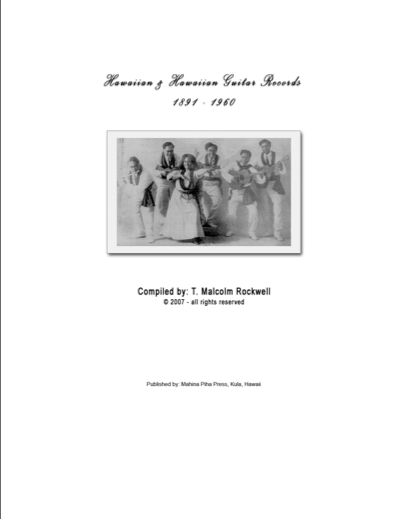 Hawaiian & Hawaiian Guitar Records
1891 - 1960
Compiled by: T. Malcolm Rockwell
© 2007 - all rights reserved
Published by: Mahina Piha Press, Kula, Hawaii